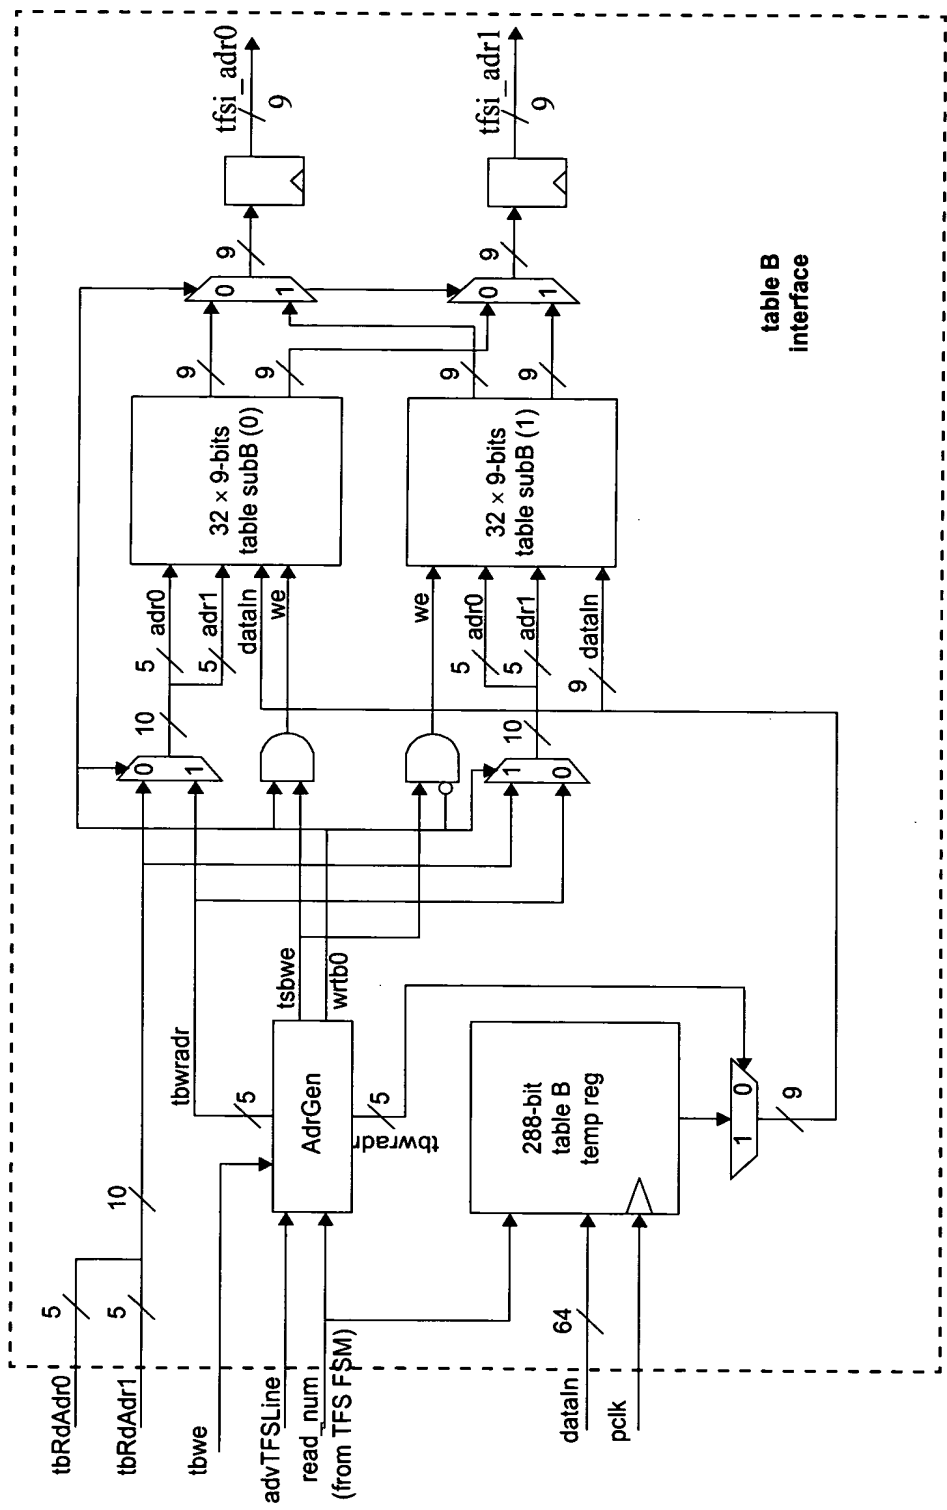 tbRdAdr0
5
tbRdAdr1
5
10
tbwe
advTFSLine
read_num
(from TFS FSM)
dataIn
64
pclk
AdrGen
tbwradr
5
tbwradr
5
tsbwe
wrtb0
288-bit
table B
temp reg
1
0
9
0
1
10
5
adr0
5
adr1
dataIn
we
32 × 9-bits
table subB (0)
9
9
1
0
10
we
5
adr0
5
adr1
9
dataIn
32 × 9-bits
table subB (1)
9
9
0
1
9
tfsi_adr0
9
0
1
9
tfsi_adr1
9
table B
interface